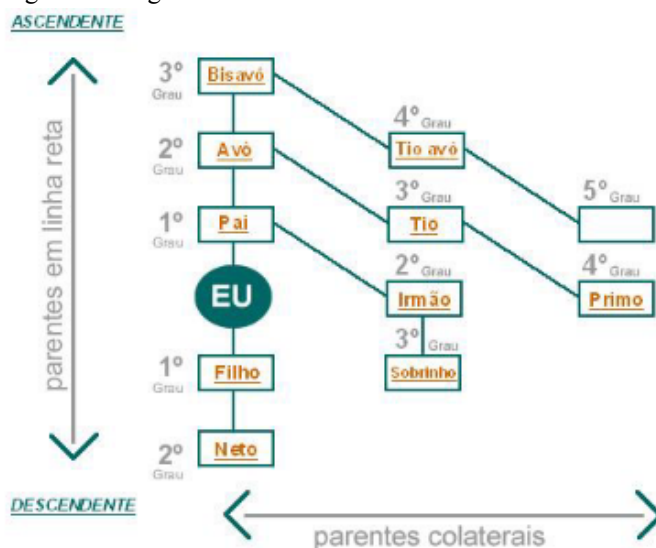 ASCENDENTE
3º Grau
Bisavó
4º Grau
Tio avó
2º Grau
Avò
3º Grau
Tio
5º Grau
1º Grau
Pai
2º Grau
Irmão
4º Grau
Primo
EU
3º Grau
Sobrinho
1º Grau
Filho
2º Grau
Neto
parentes em linha reta
DESCENDENTE
parentes colaterais